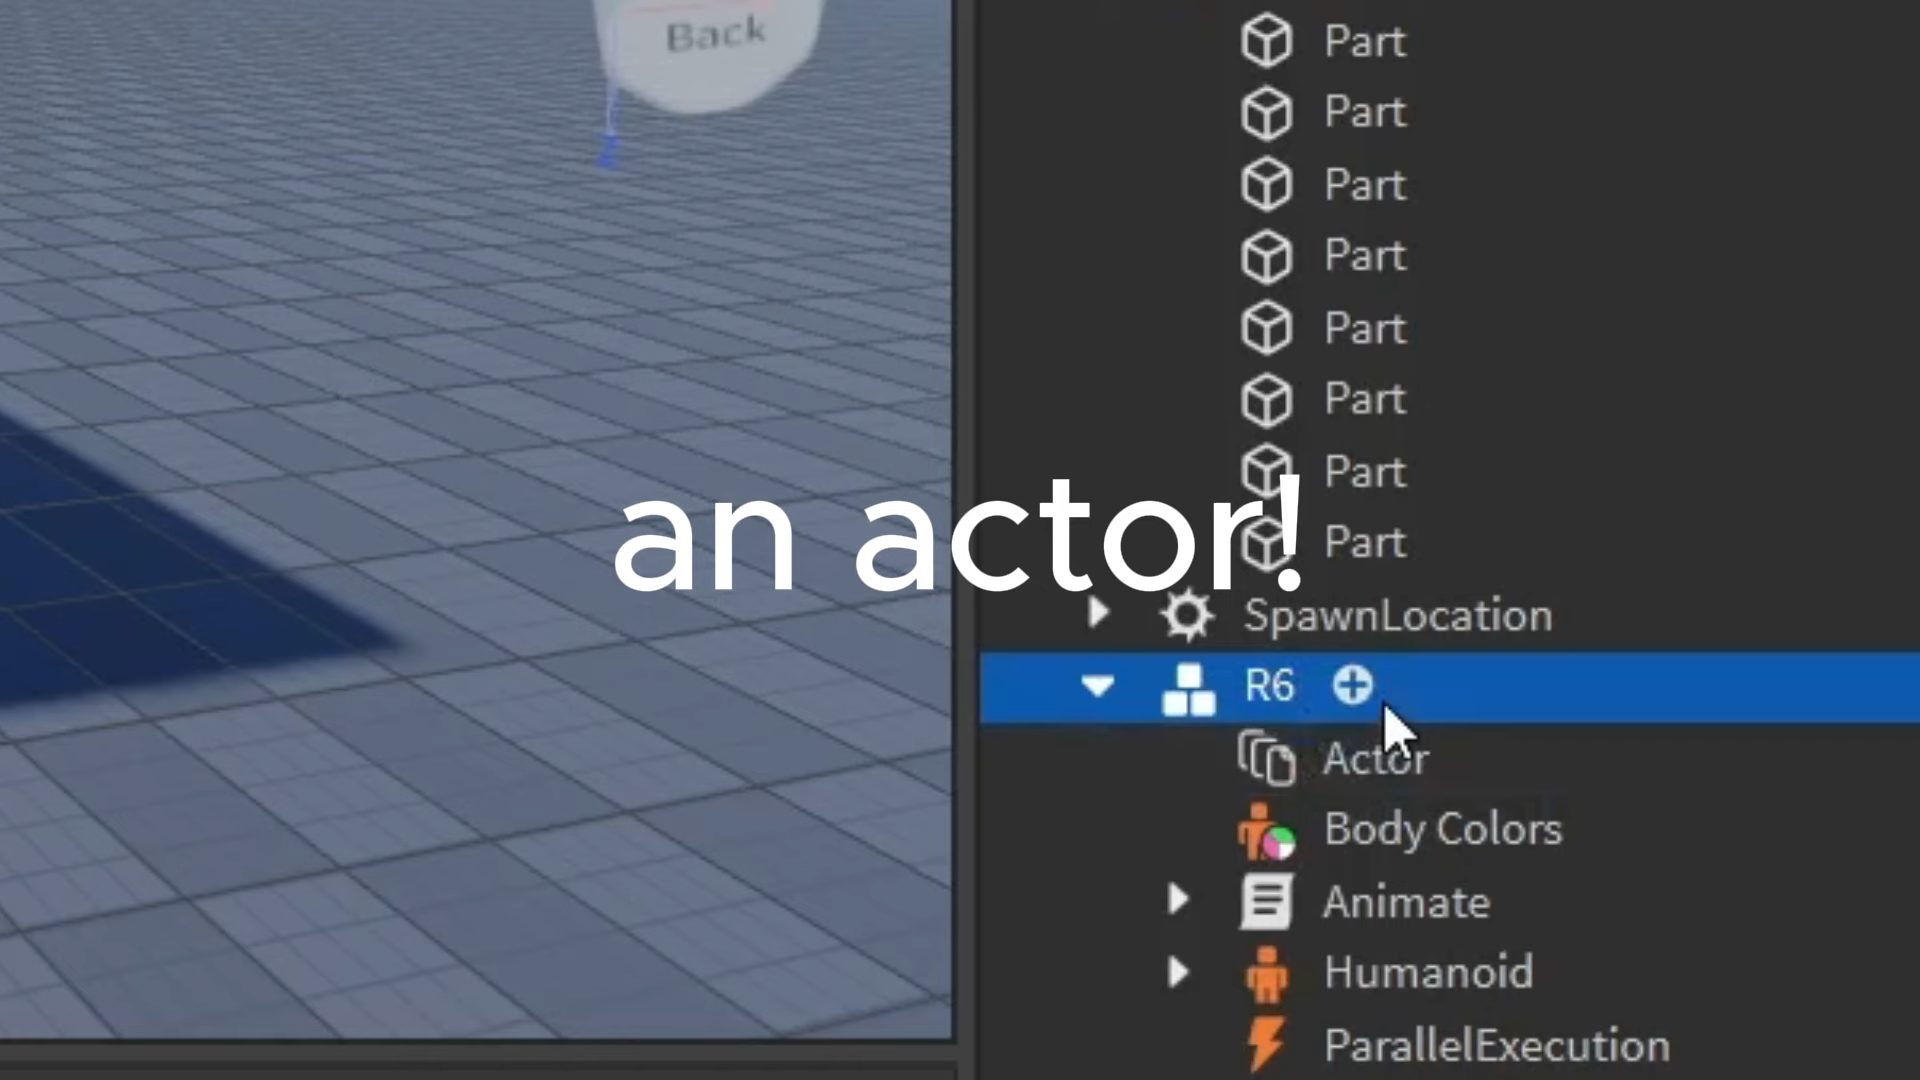 Back
Z
Part
Part
Part
Part
Part
Part
Part
Part
an actor!
SpawnLocation
R6
Actor
Body Colors
Animate
Humanoid
ParallelExecution